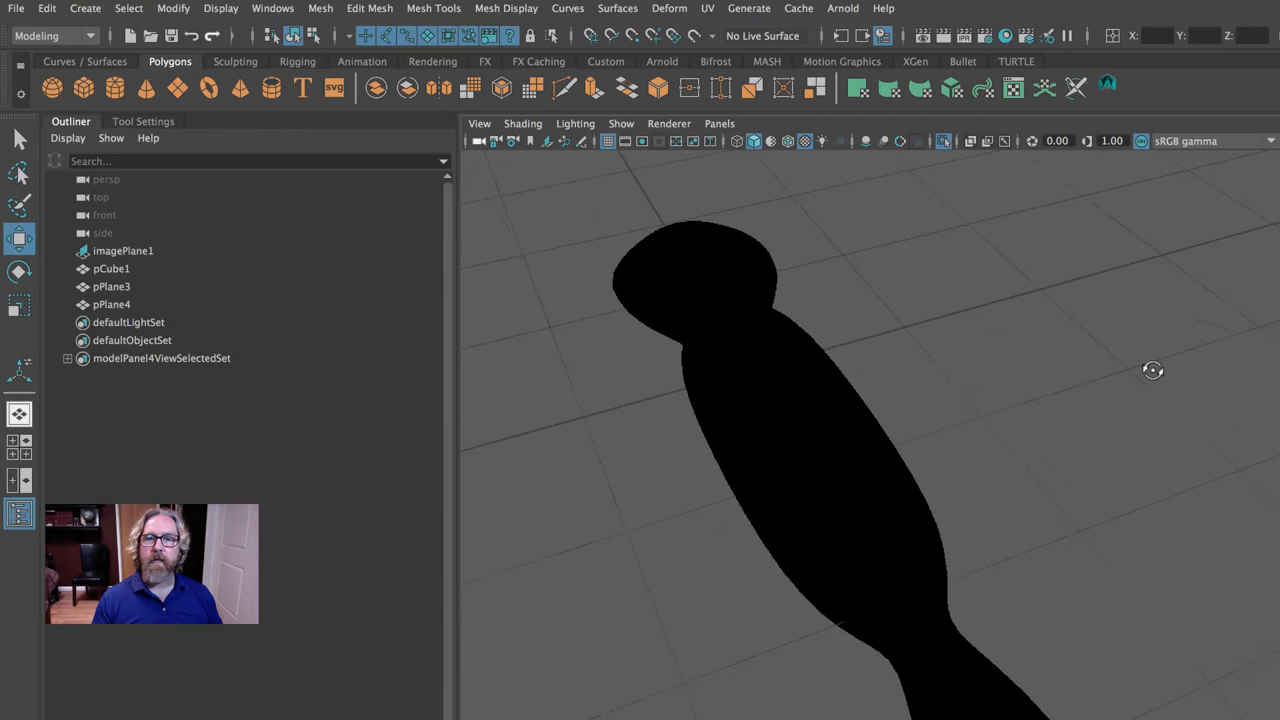 File Edit Create Select Modify Display Windows Mesh Edit Mesh Mesh Tools Mesh Display Curves Surfaces Deform UV Generate Cache Arnold Help
Modeling No Live Surface X: Y: Z:
Curves / Surfaces Polygons Sculpting Rigging Animation Rendering FX FX Caching Custom Arnold Bifrost MASH Motion Graphics XGen Bullet TURTLE
T svg
Outliner Tool Settings
Display Show Help
Search...
persp
top
front
side
imagePlane1
pCube1
pPlane3
pPlane4
defaultLightSet
defaultObjectSet
modelPanel4ViewSelectedSet
View Shading Lighting Show Renderer Panels
0.00 1.00 ON sRGB gamma